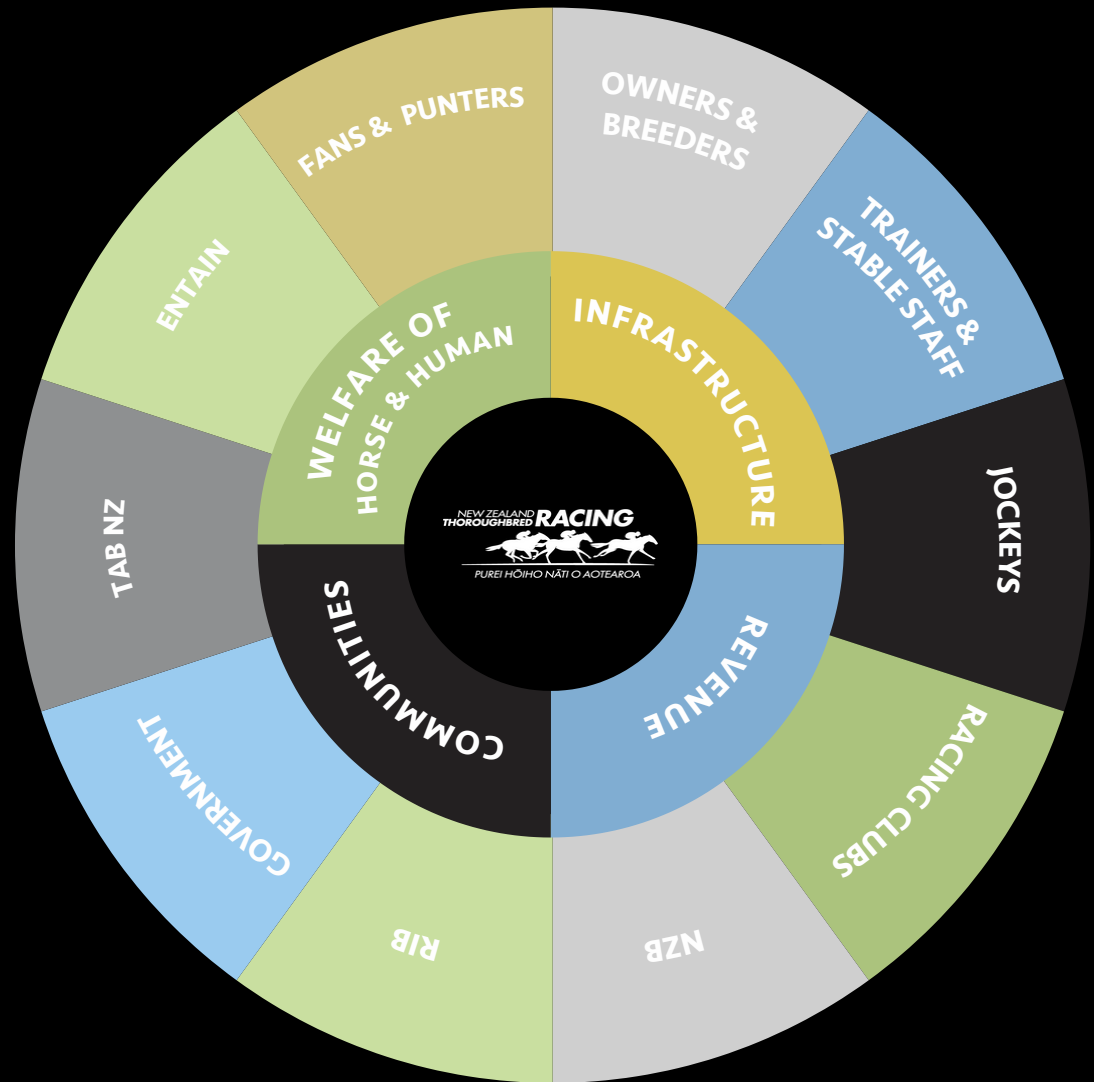 FANS & PUNTERS
OWNERS &
BREEDERS
TRAINERS &
STABLE STAFF
JOCKEYS
RACING CLUBS
NZB
RIB
GOVERNMENT
TAB NZ
ENTAIN
WELFARE OF
HORSE & HUMAN
INFRASTRUCTURE
REVENUE
COMMUNITIES
NEW ZEALAND
THOROUGHBRED RACING
PUREI HŌIHO NĀTI O AOTEAROA